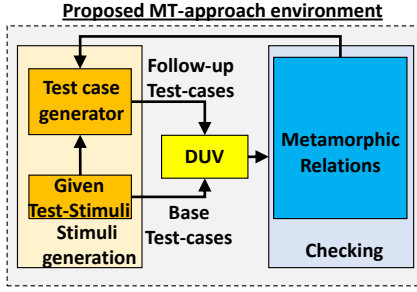 Proposed MT-approach environment
Test case
generator
Follow-up
Test-cases
DUV
Metamorphic
Relations
Given
Test-Stimuli
Stimuli
generation
Base
Test-cases
Checking